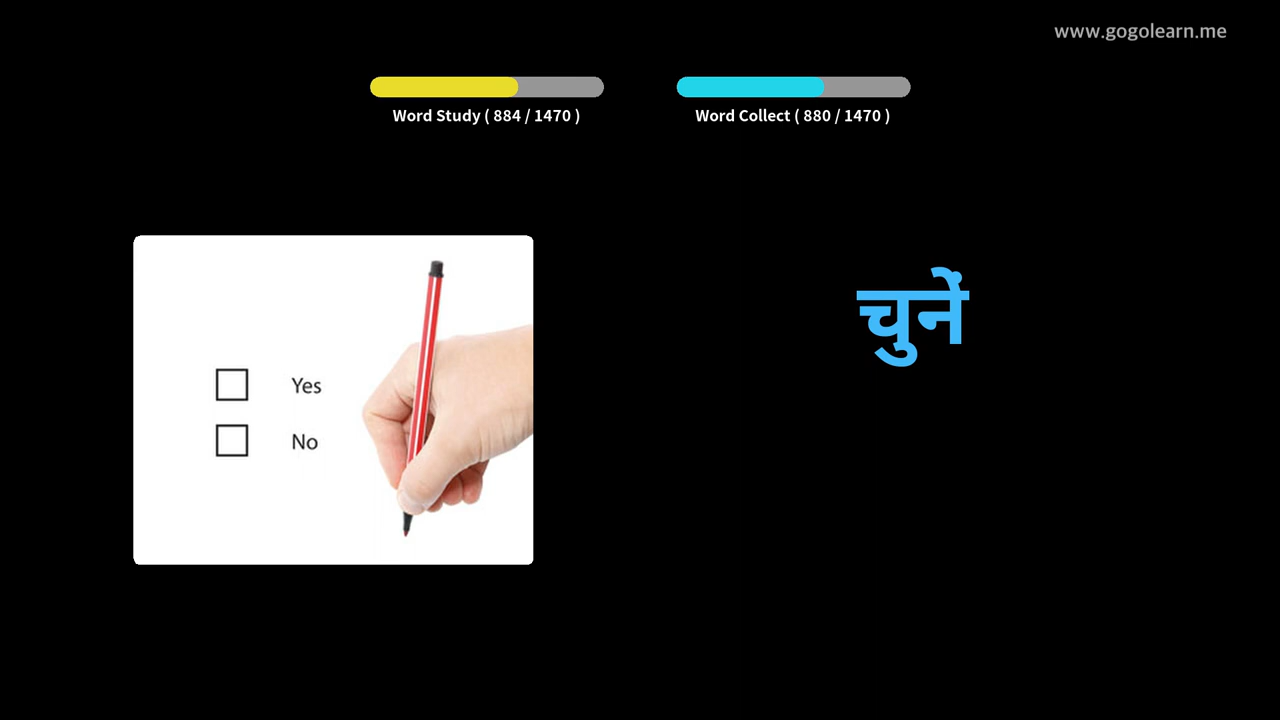 www.gogolearn.me
Word Study ( 884 / 1470 )
Word Collect ( 880 / 1470 )
चुनें
Yes
No